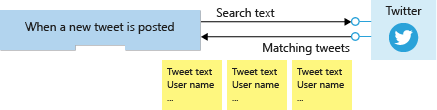 Search text
Twitter
When a new tweet is posted
Matching tweets
Tweet text
User name
...
Tweet text
User name
...
Tweet text
User name
...